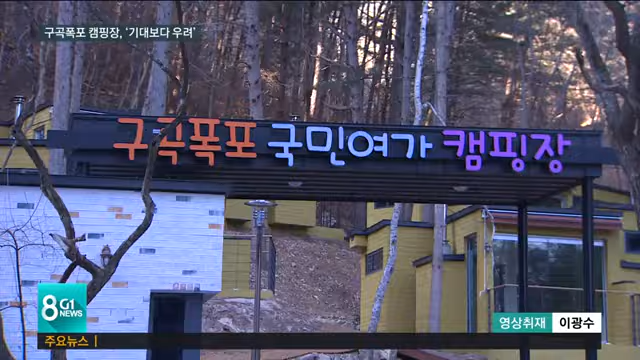 구곡폭포 캠핑장, '기대보다 우려'
구곡폭포 국민여가 캠핑장
8 G1 NEWS
영상취재 이광수
주요뉴스